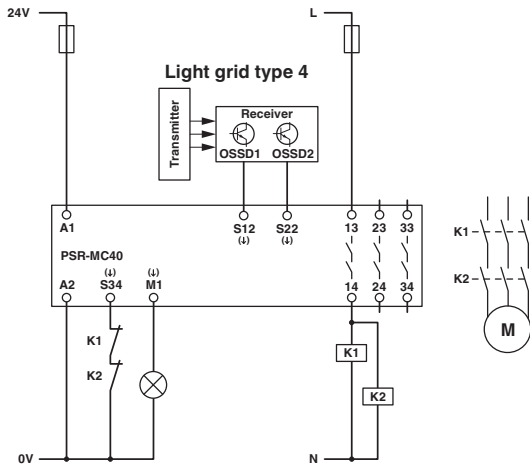 24V
L
Light grid type 4
Transmitter
Receiver
OSSD1
OSSD2
A1
S12
(↓)
S22
(↓)
13
23
33
PSR-MC40
A2
(↓)
S34
(↓)
M1
14
24
34
K1
K2
K1
K2
K1
K2
M
0V
N